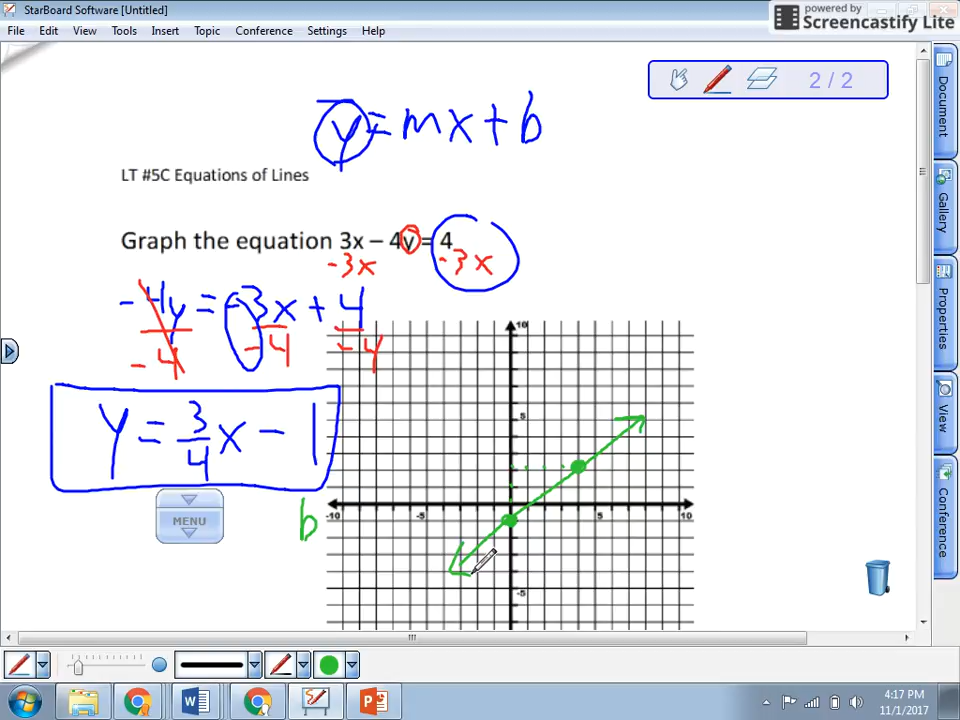 StarBoard Software [Untitled]
powered by
Screencastify Lite
File Edit View Tools Insert Topic Conference Settings Help
2 / 2
y = mx + b
LT #5C Equations of Lines
Graph the equation 3x – 4y = 4
-3x -3x
-4y = -3x + 4
-4 -4 -4
y = 3/4 x - 1
MENU
b
10
5
-10 -5 5 10
-5
Document
Gallery
Properties
View
Conference
4:17 PM
11/1/2017